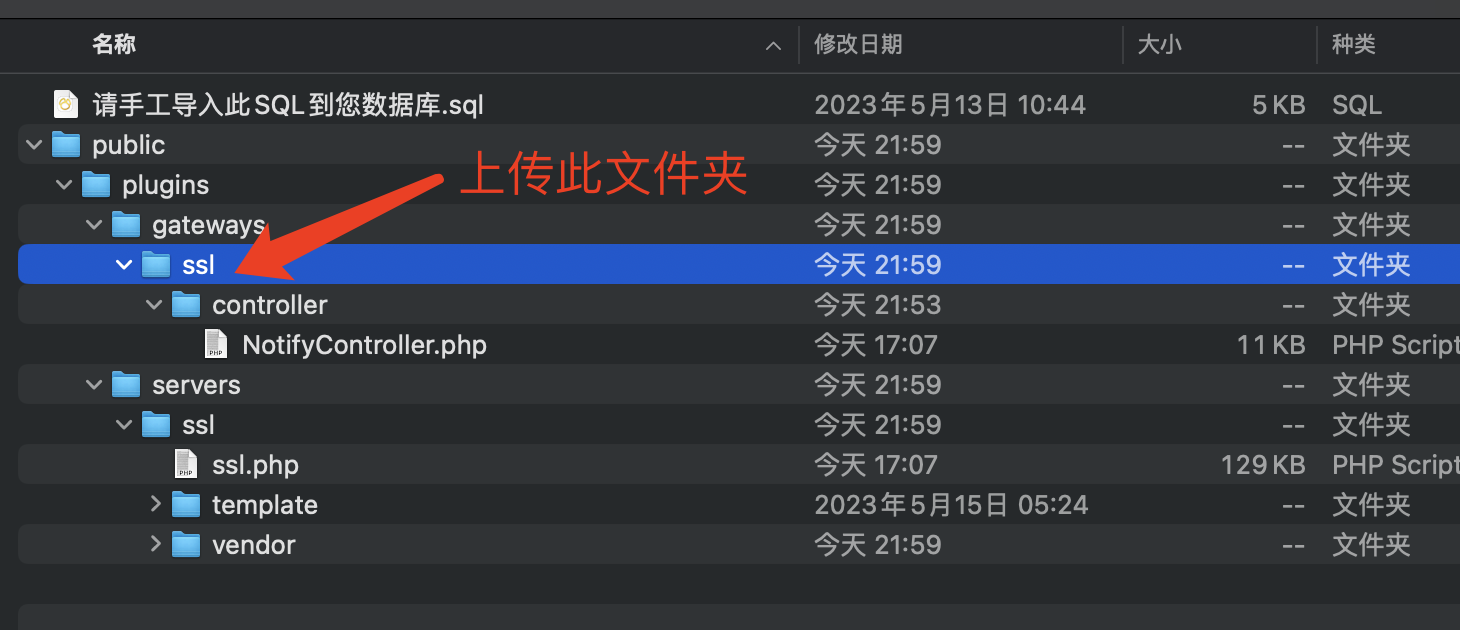 名称 修改日期 大小 种类
请手工导入此SQL到您数据库.sql 2023年5月13日 10:44 5 KB SQL
public 今天 21:59 -- 文件夹
上传此文件夹
plugins 今天 21:59 -- 文件夹
gateways 今天 21:59 -- 文件夹
ssl 今天 21:59 -- 文件夹
controller 今天 21:53 -- 文件夹
NotifyController.php 今天 17:07 11 KB PHP Script
servers 今天 21:59 -- 文件夹
ssl 今天 21:59 -- 文件夹
ssl.php 今天 17:07 129 KB PHP Script
template 2023年5月15日 05:24 -- 文件夹
vendor 今天 21:59 -- 文件夹